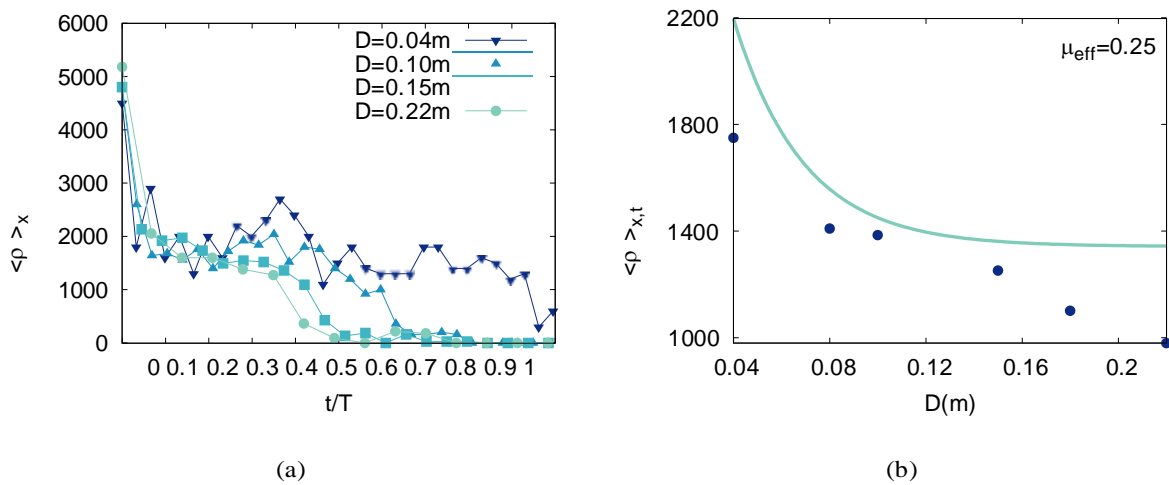 6000
5000
4000
3000
2000
1000
0
<ρ >x
D=0.04m
D=0.10m
D=0.15m
D=0.22m
0 0.1 0.2 0.3 0.4 0.5 0.6 0.7 0.8 0.9 1
t/T
(a)
2200
1800
1400
1000
<ρ >x,t
μeff=0.25
0.04 0.08 0.12 0.16 0.2
D(m)
(b)